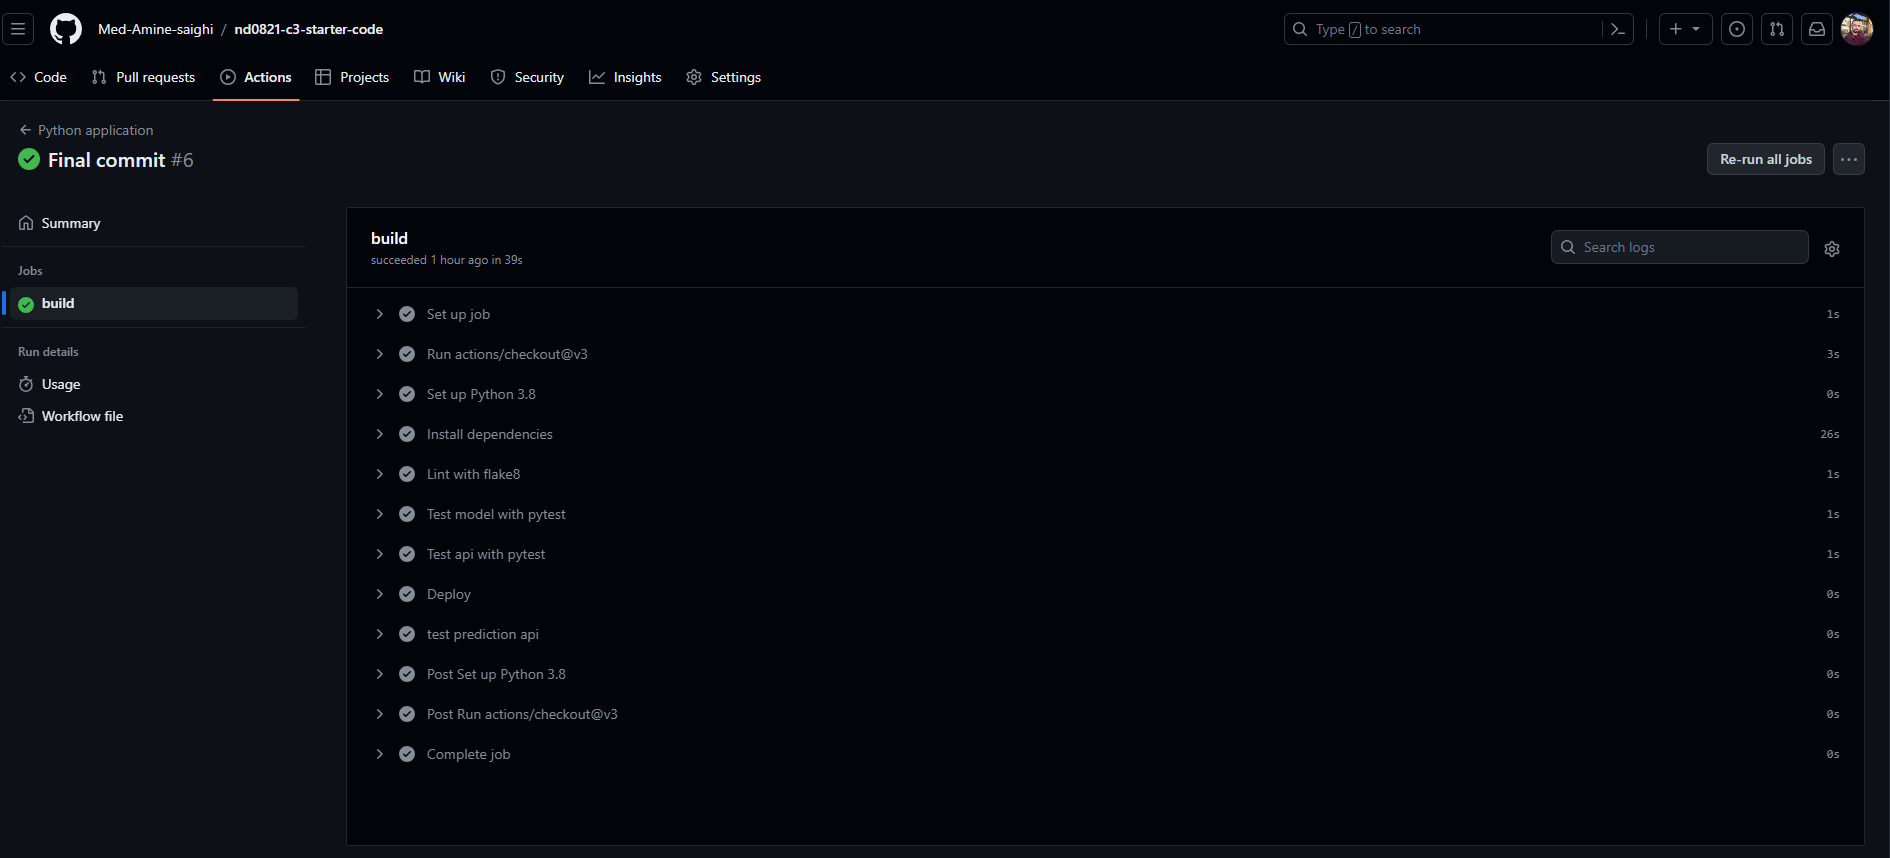 Med-Amine-saighi / nd0821-c3-starter-code
Type / to search
Code Pull requests Actions Projects Wiki Security Insights Settings
Python application
Final commit #6
Re-run all jobs
Summary
Jobs
build
Run details
Usage
Workflow file
build
succeeded 1 hour ago in 39s
Search logs
Set up job 1s
Run actions/checkout@v3 3s
Set up Python 3.8 0s
Install dependencies 26s
Lint with flake8 1s
Test model with pytest 1s
Test api with pytest 1s
Deploy 0s
test prediction api 0s
Post Set up Python 3.8 0s
Post Run actions/checkout@v3 0s
Complete job 0s